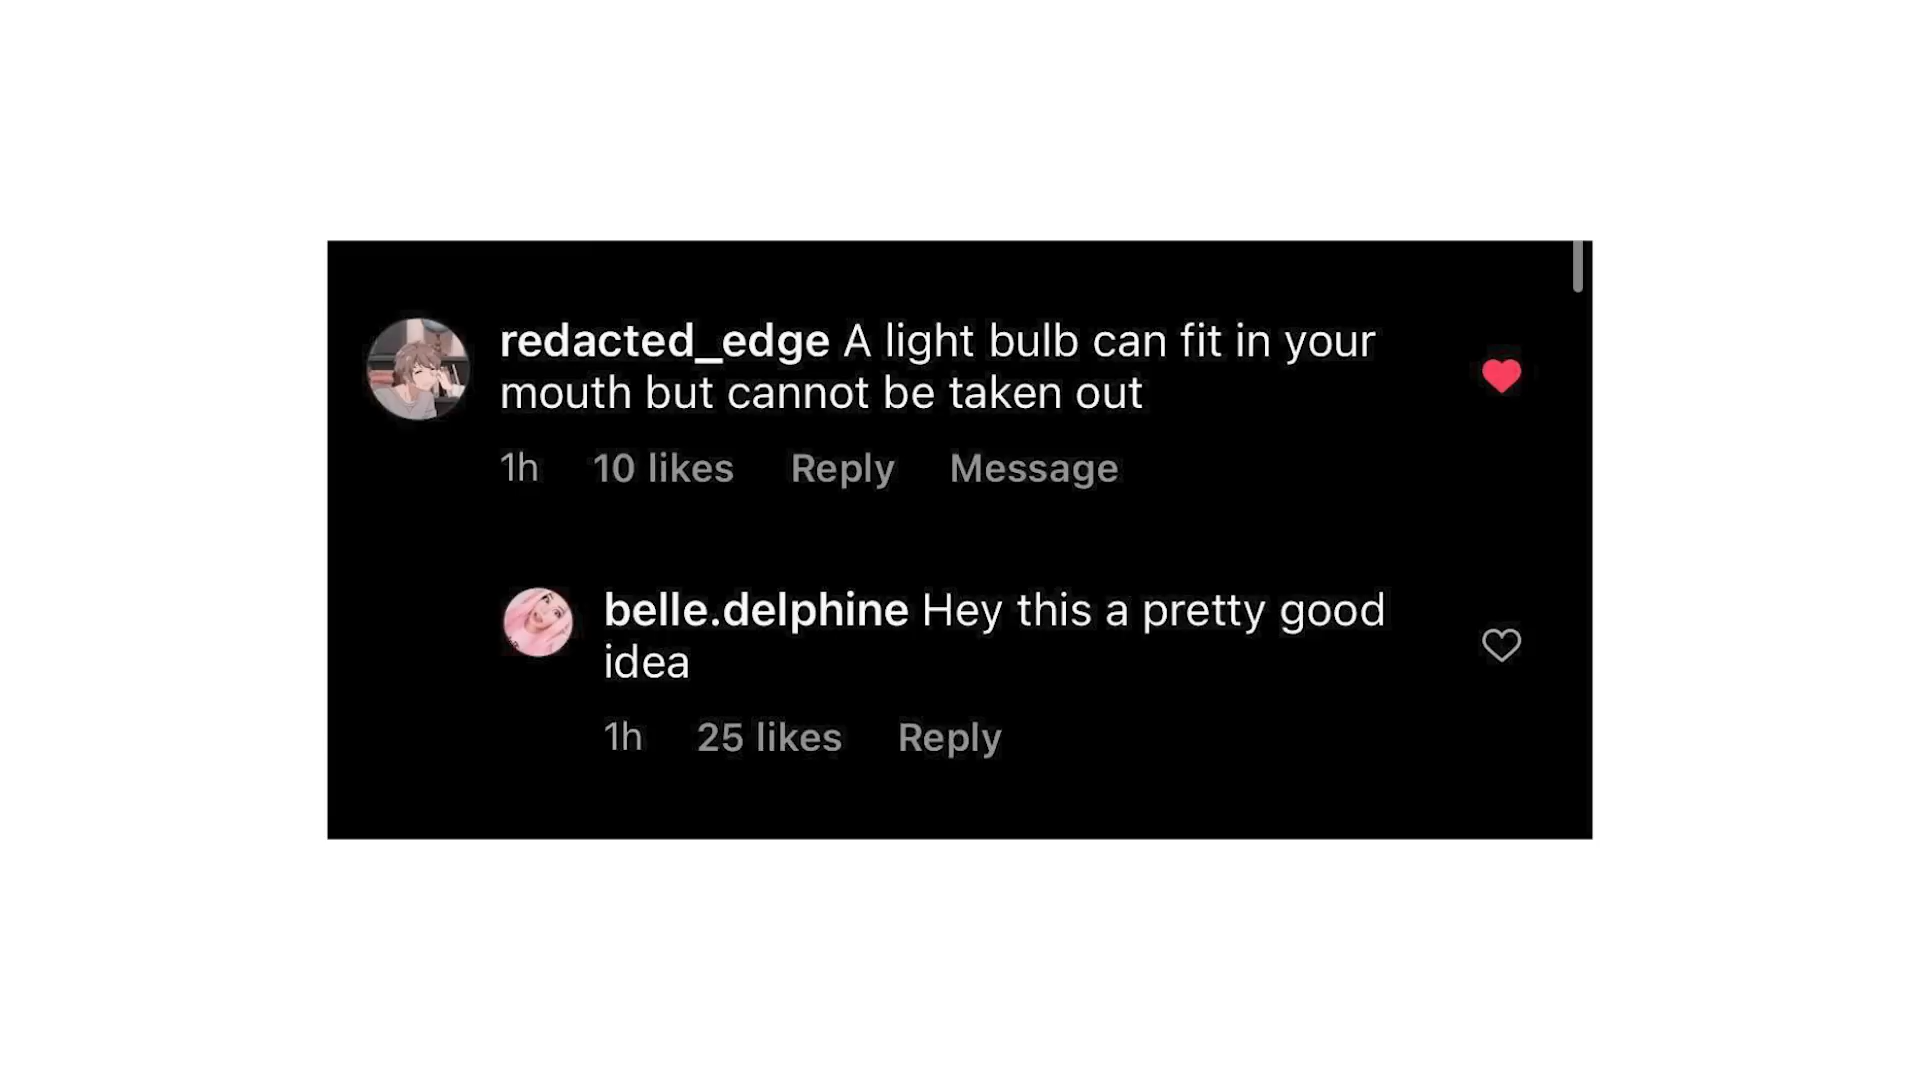 redacted_edge A light bulb can fit in your
mouth but cannot be taken out
1h 10 likes Reply Message
belle.delphine Hey this a pretty good
idea
1h 25 likes Reply